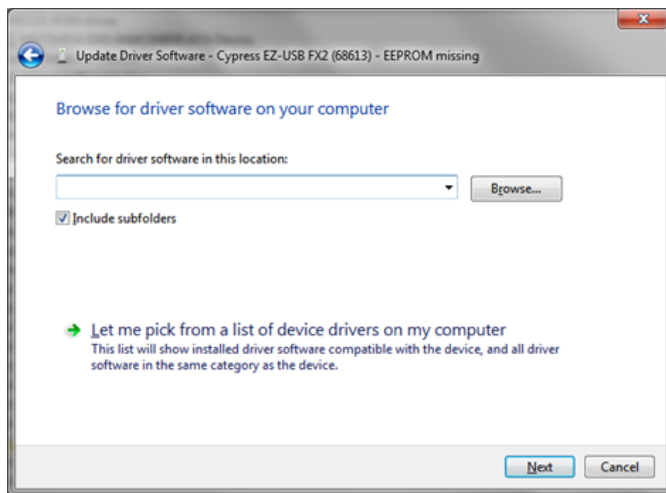 Update Driver Software - Cypress EZ-USB FX2 (68613) - EEPROM missing
Browse for driver software on your computer
Search for driver software in this location:
Browse...
Include subfolders
Let me pick from a list of device drivers on my computer
This list will show installed driver software compatible with the device, and all driver
software in the same category as the device.
Next
Cancel